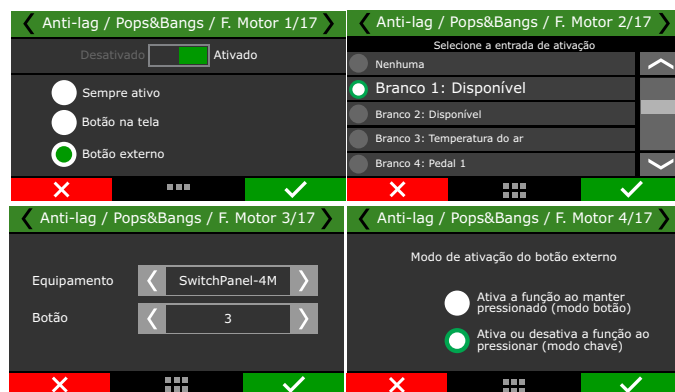 Anti-lag / Pops&Bangs / F. Motor 1/17
Desativado Ativado
Sempre ativo
Botão na tela
Botão externo
Anti-lag / Pops&Bangs / F. Motor 2/17
Selecione a entrada de ativação
Nenhuma
Branco 1: Disponível
Branco 2: Disponível
Branco 3: Temperatura do ar
Branco 4: Pedal 1
Anti-lag / Pops&Bangs / F. Motor 3/17
Equipamento SwitchPanel-4M
Botão 3
Anti-lag / Pops&Bangs / F. Motor 4/17
Modo de ativação do botão externo
Ativa a função ao manter
pressionado (modo botão)
Ativa ou desativa a função ao
pressionar (modo chave)